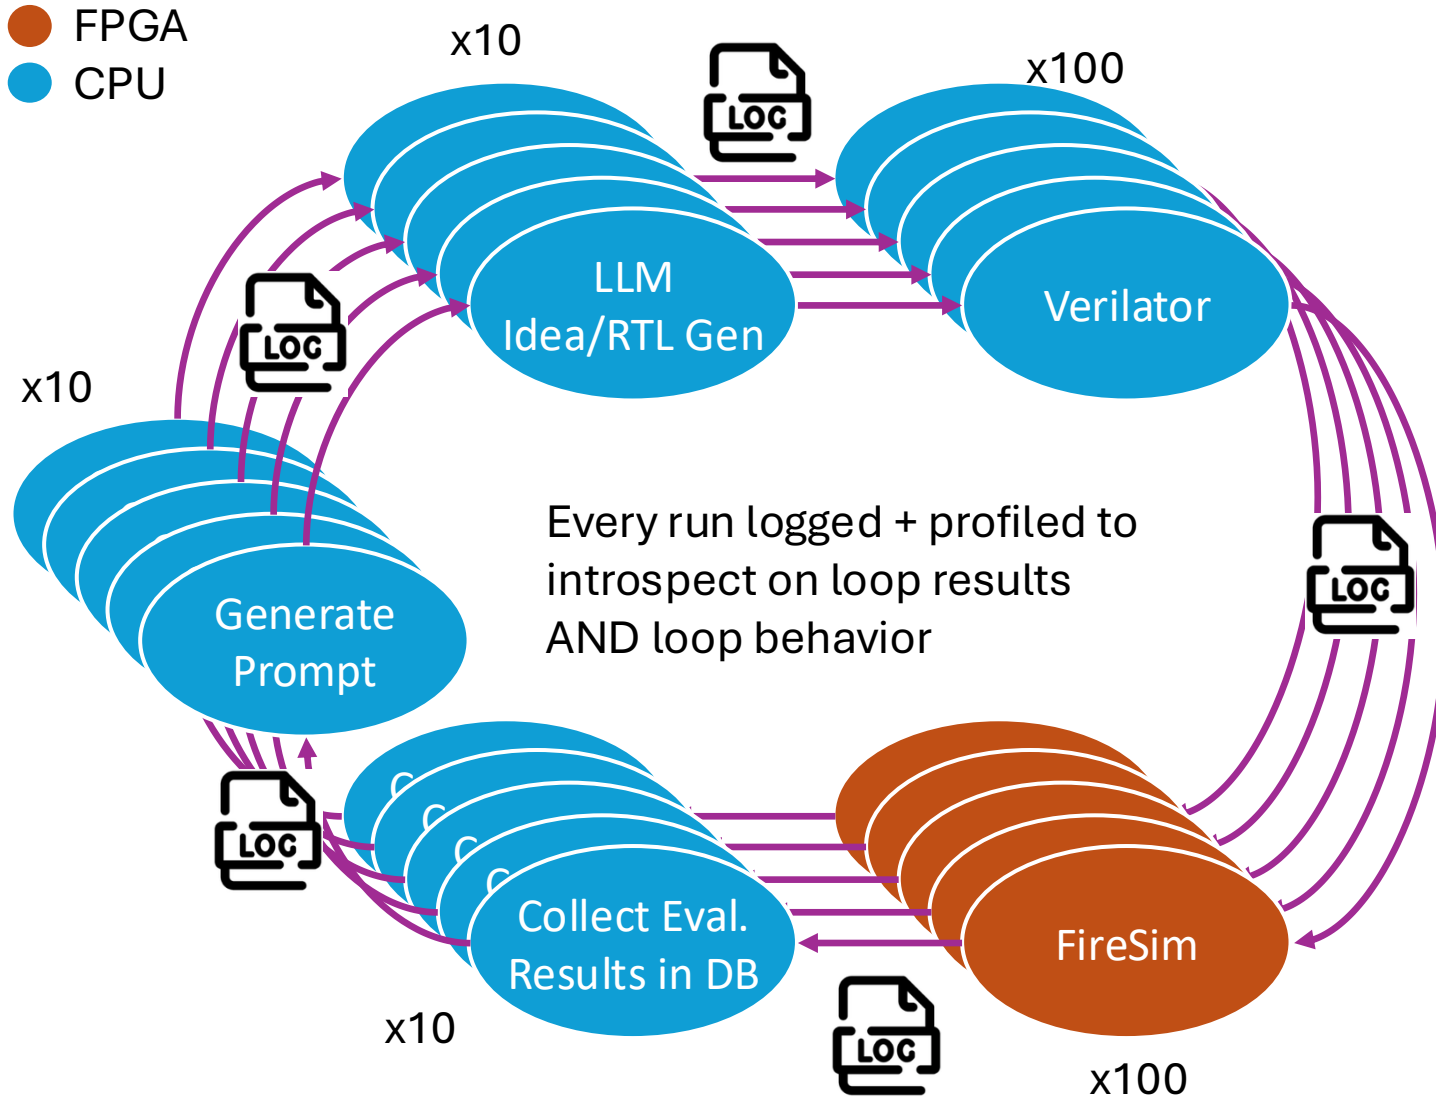 FPGA
CPU
x10
LOG
x100
LLM
Idea/RTL Gen
Verilator
LOG
x10
Every run logged + profiled to
introspect on loop results
AND loop behavior
LOG
Generate
Prompt
LOG
C
C
C
C
Collect Eval.
Results in DB
FireSim
x10
LOG
x100